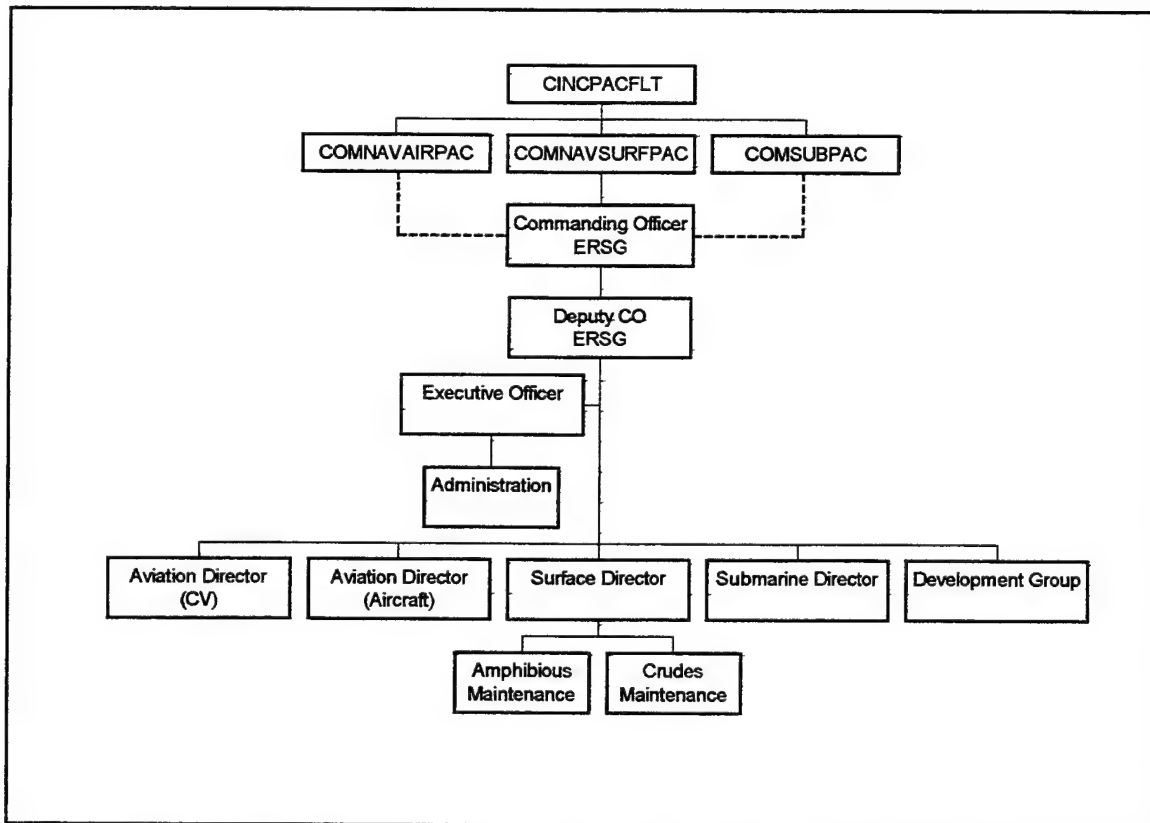 CINCPACFLT
COMNAVAIRPAC
COMNAVSURFPAC
COMSUBPAC
Commanding Officer
ERSG
Deputy CO
ERSG
Executive Officer
Administration
Aviation Director
(CV)
Aviation Director
(Aircraft)
Surface Director
Submarine Director
Development Group
Amphibious
Maintenance
Crudes
Maintenance